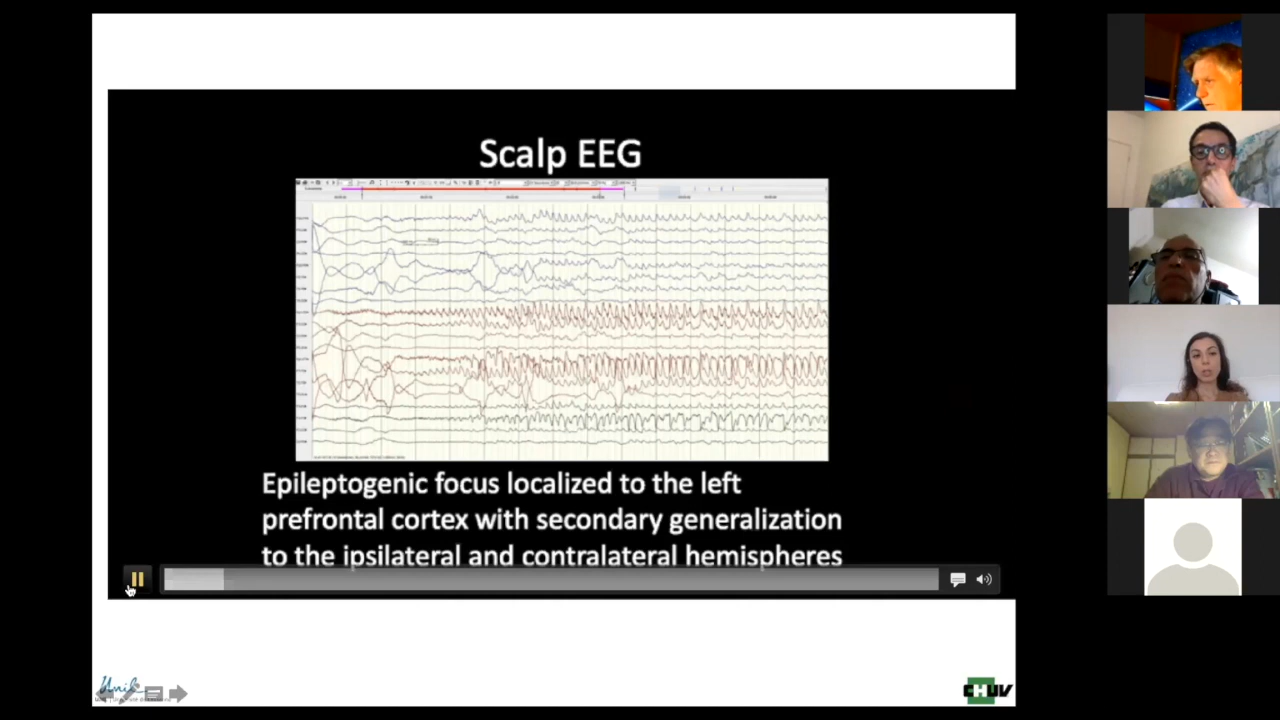 Scalp EEG
Epileptogenic focus localized to the left
prefrontal cortex with secondary generalization
to the ipsilateral and contralateral hemispheres
Unil
CHUV